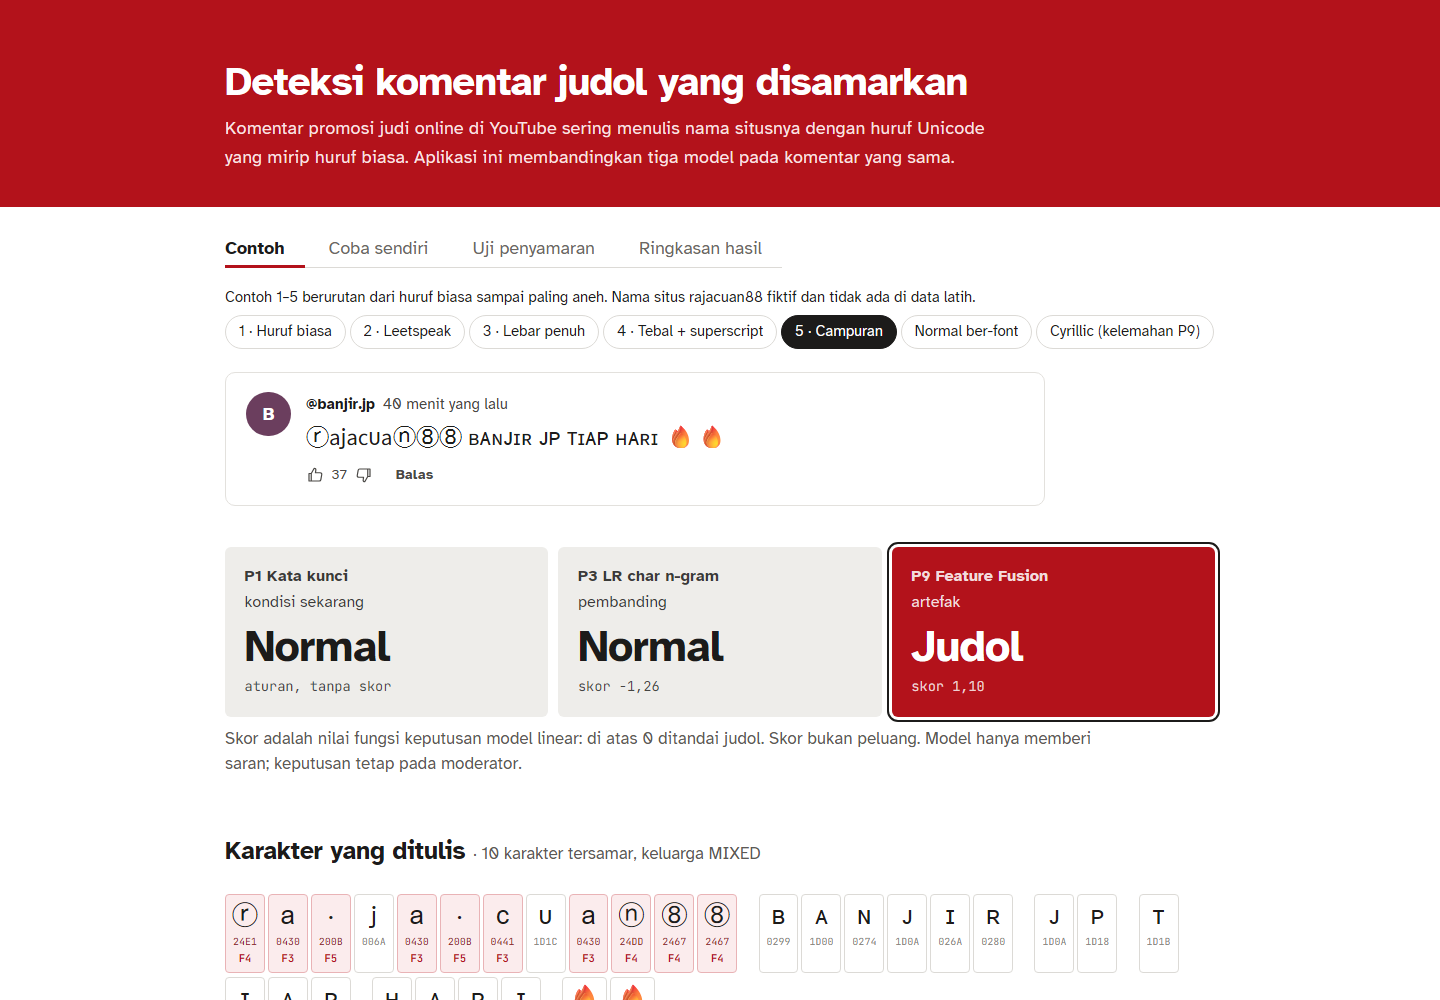 Deteksi komentar judol yang disamarkan
Komentar promosi judi online di YouTube sering menulis nama situsnya dengan huruf Unicode
yang mirip huruf biasa. Aplikasi ini membandingkan tiga model pada komentar yang sama.
Contoh Coba sendiri Uji penyamaran Ringkasan hasil
Contoh 1–5 berurutan dari huruf biasa sampai paling aneh. Nama situs rajacuan88 fiktif dan tidak ada di data latih.
1 · Huruf biasa 2 · Leetspeak 3 · Lebar penuh 4 · Tebal + superscript 5 · Campuran Normal ber-font Cyrillic (kelemahan P9)
B
@banjir.jp 40 menit yang lalu
ⓡаjасᴜаⓝ⑧⑧ ʙᴀɴᴊɪʀ ᴊᴘ ᴛɪᴀᴘ ʜᴀʀɪ 🔥 🔥
37 Balas
P1 Kata kunci
kondisi sekarang
Normal
aturan, tanpa skor
P3 LR char n-gram
pembanding
Normal
skor -1,26
P9 Feature Fusion
artefak
Judol
skor 1,10
Skor adalah nilai fungsi keputusan model linear: di atas 0 ditandai judol. Skor bukan peluang. Model hanya memberi
saran; keputusan tetap pada moderator.
Karakter yang ditulis · 10 karakter tersamar, keluarga MIXED
ⓡ а · j а · с ᴜ а ⓝ ⑧ ⑧ ʙ ᴀ ɴ ᴊ ɪ ʀ ᴊ ᴘ ᴛ
24E1 0430 200B 006A 0430 200B 0441 1D1C 0430 24DD 2467 2467 0299 1D00 0274 1D0A 026A 0280 1D0A 1D18 1D1B
F4 F3 F5 F3 F5 F3 F3 F4 F4 F4
ɪ ᴀ ᴘ ʜ ᴀ ʀ ɪ 🔥 🔥